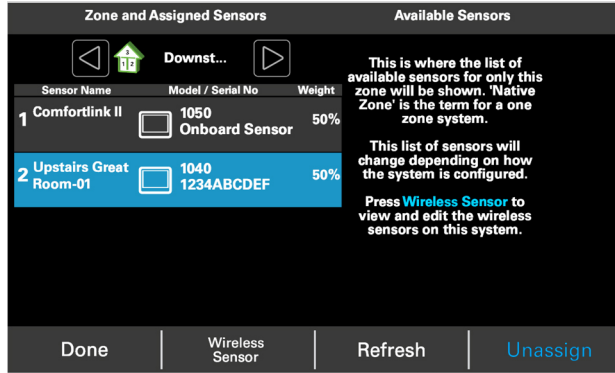 Zone and Assigned Sensors
Available Sensors
3
1 2
Downst...
Sensor Name Model / Serial No Weight
1 Comfortlink II 1050 Onboard Sensor 50%
2 Upstairs Great Room-01 1040 1234ABCDEF 50%
This is where the list of
available sensors for only this
zone will be shown. 'Native
Zone' is the term for a one
zone system.
This list of sensors will
change depending on how
the system is configured.
Press Wireless Sensor to
view and edit the wireless
sensors on this system.
Done
Wireless
Sensor
Refresh
Unassign